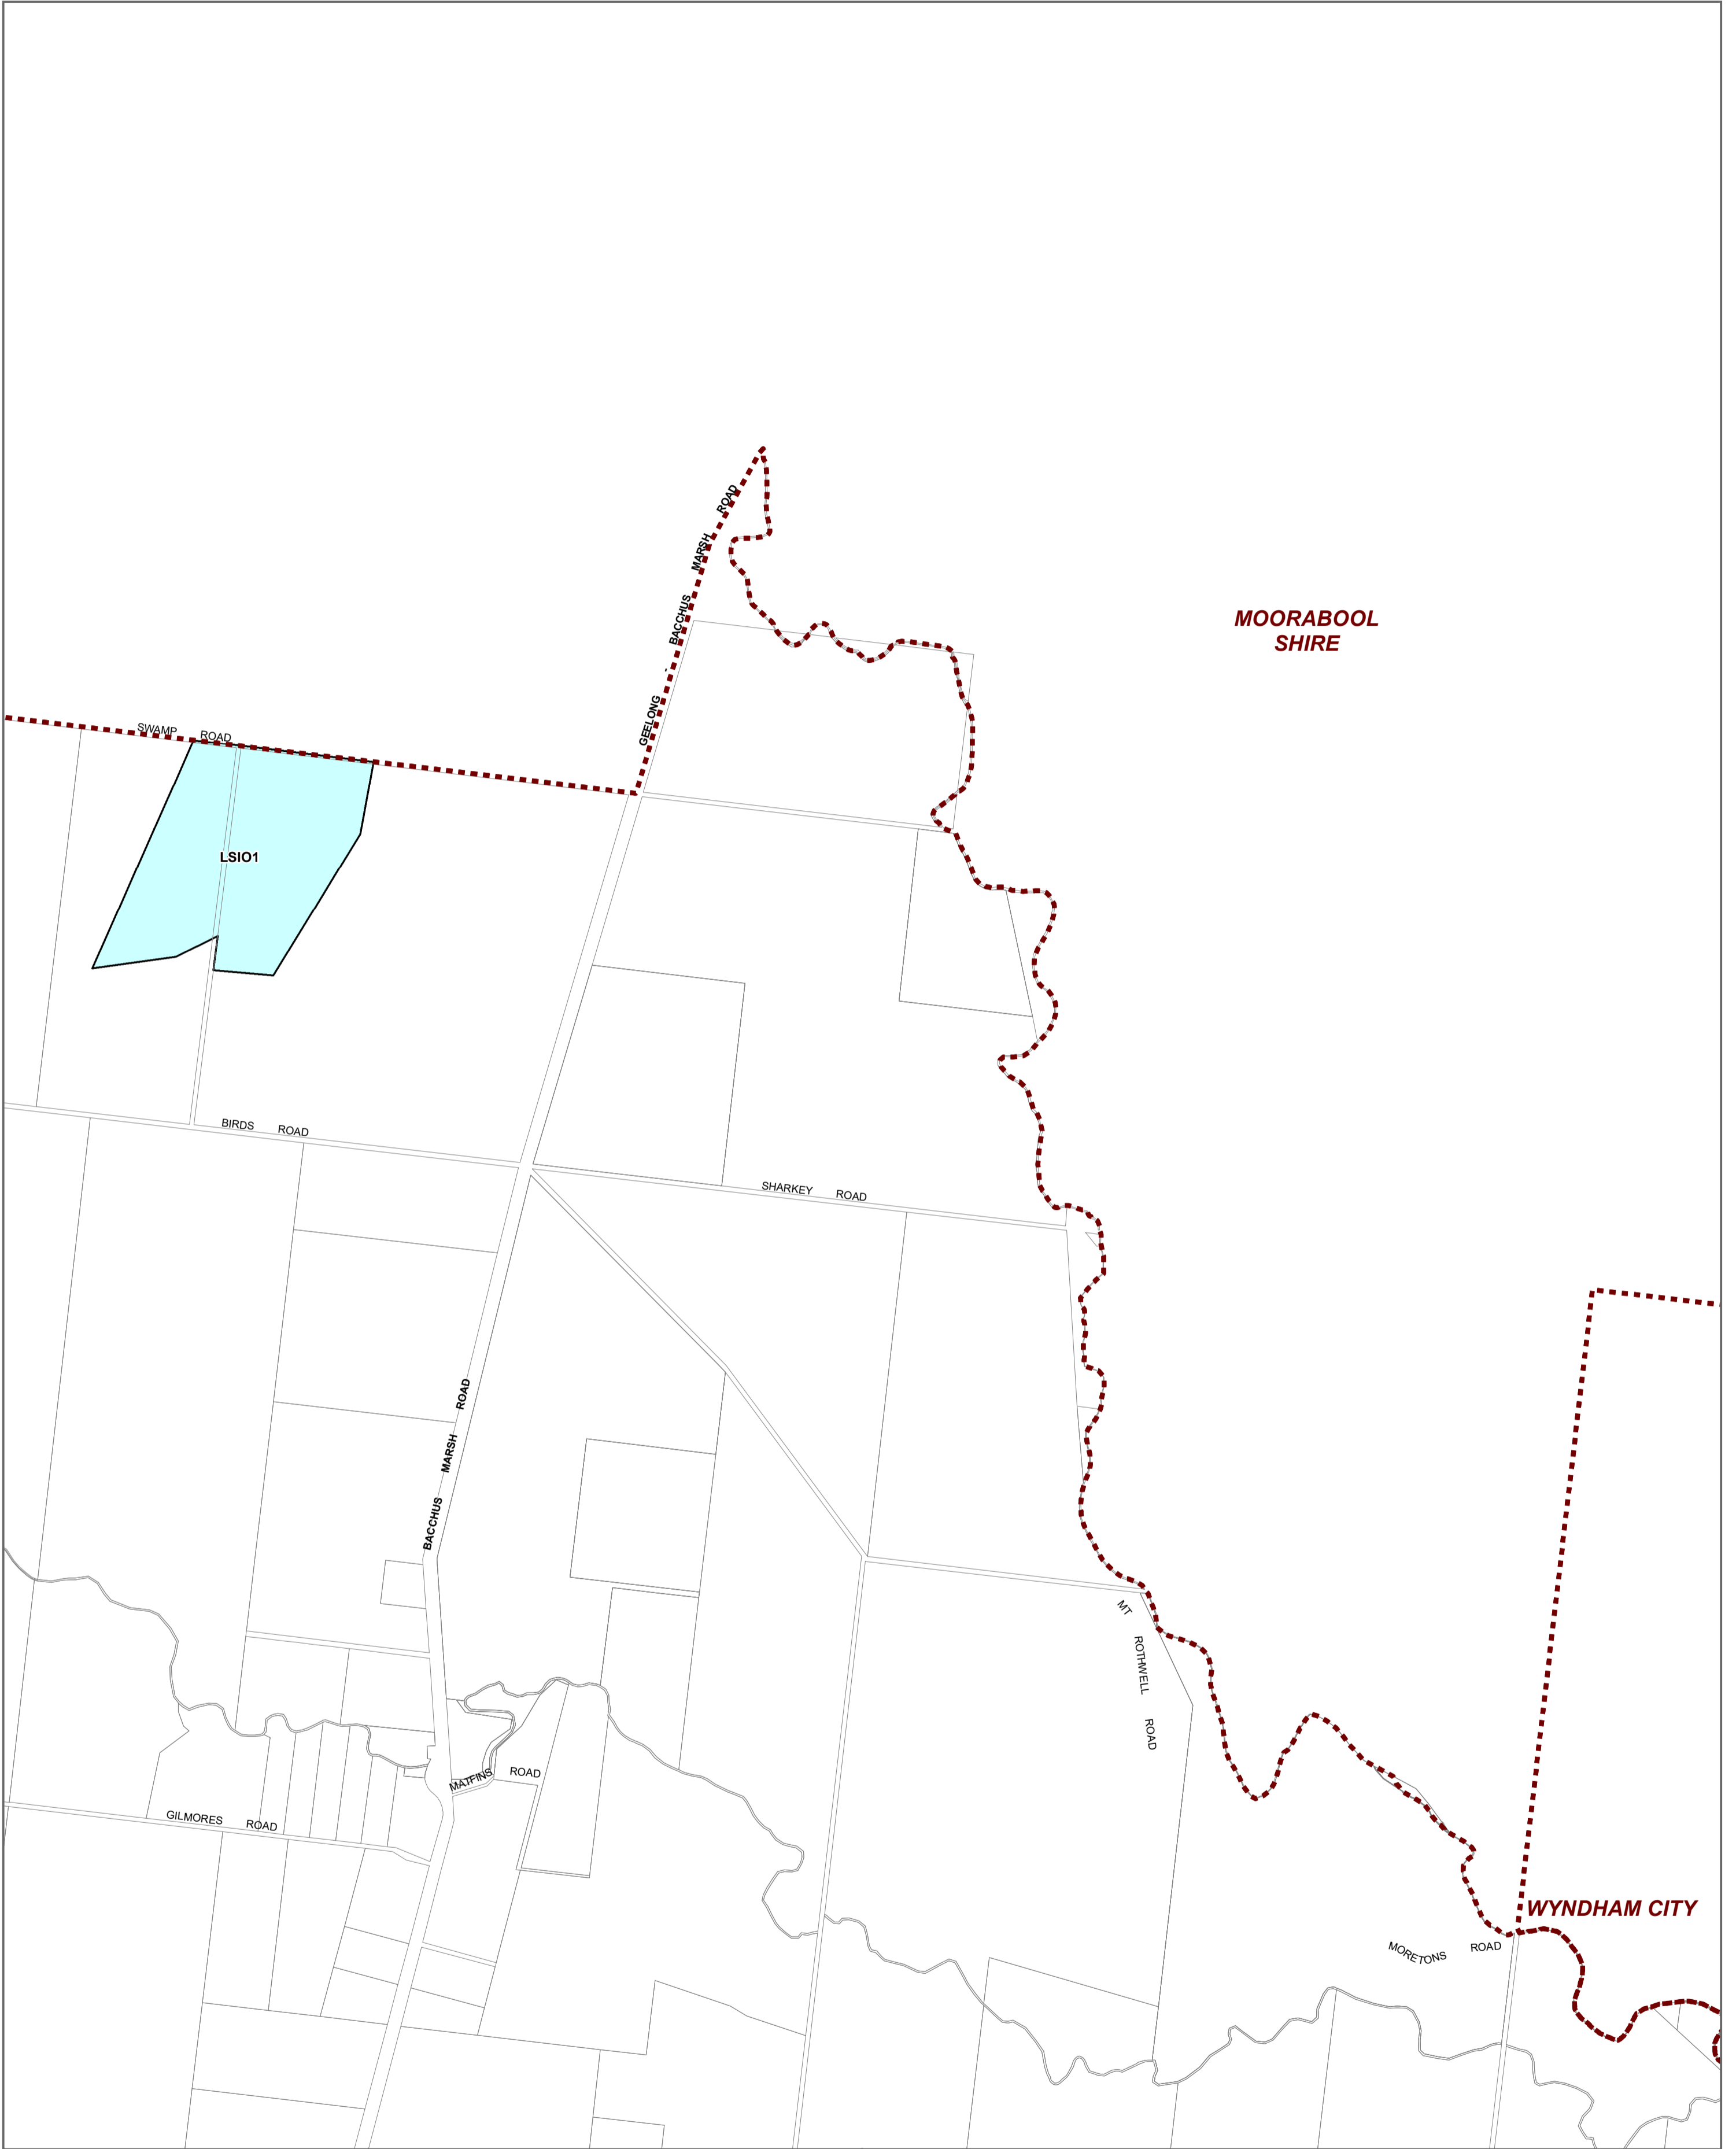 MOORABOOL
SHIRE
GEELONG - BACCHUS MARSH ROAD
SWAMP ROAD
LSIO1
BIRDS ROAD
SHARKEY ROAD
BACCHUS MARSH ROAD
MT ROTHWELL ROAD
MATFINS ROAD
GILMORES ROAD
WYNDHAM CITY
MORETONS ROAD